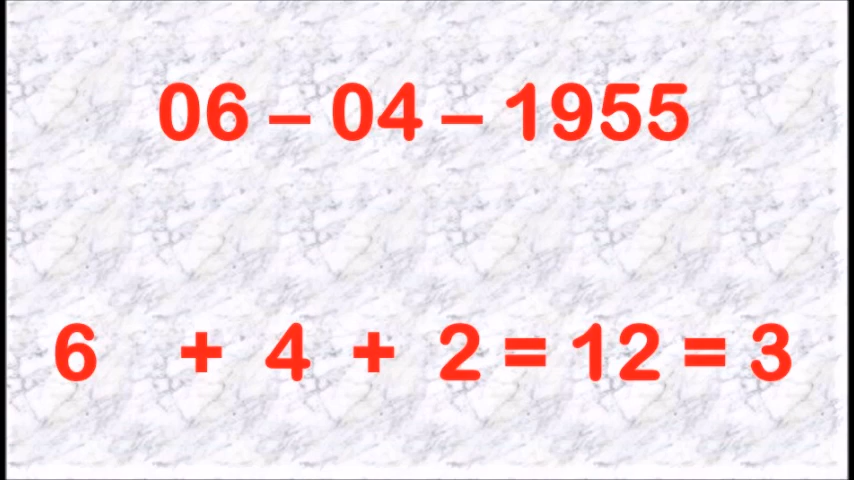 06 – 04 – 1955
6 + 4 + 2 = 12 = 3